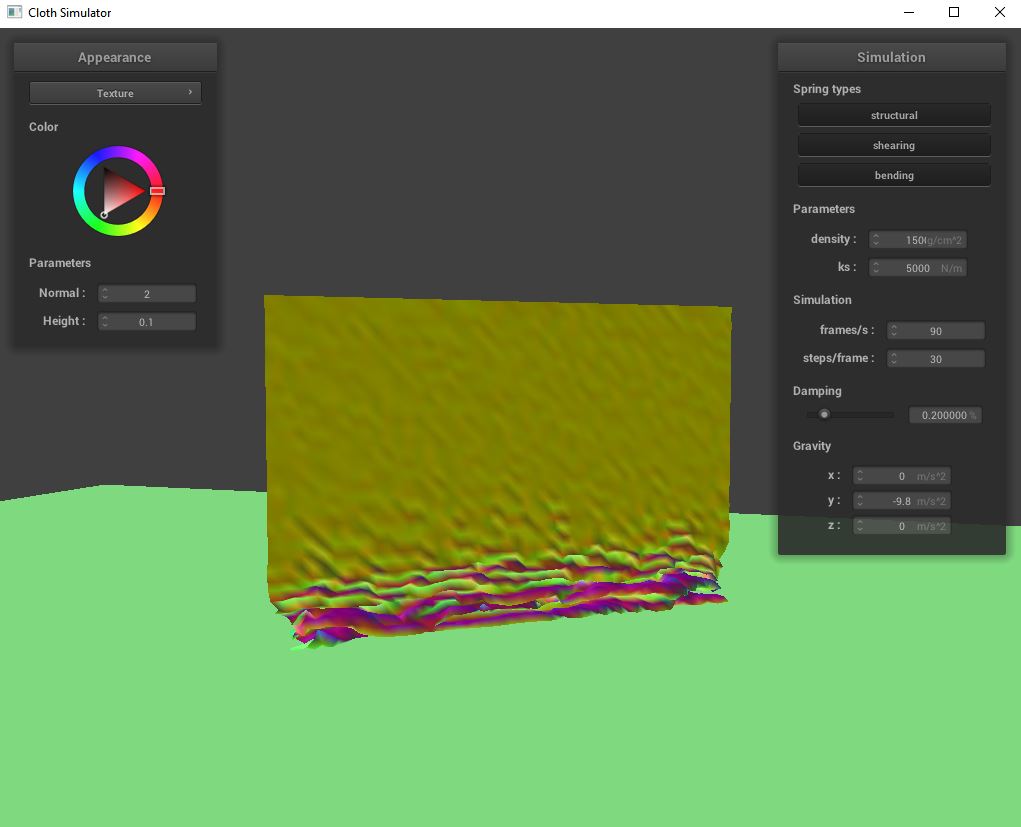 Cloth Simulator
Appearance
Texture
Color
Parameters
Normal : 2
Height : 0.1
Simulation
Spring types
structural
shearing
bending
Parameters
density : 150 g/cm^2
ks : 5000 N/m
Simulation
frames/s : 90
steps/frame : 30
Damping
0.200000 %
Gravity
x : 0 m/s^2
y : -9.8 m/s^2
z : 0 m/s^2